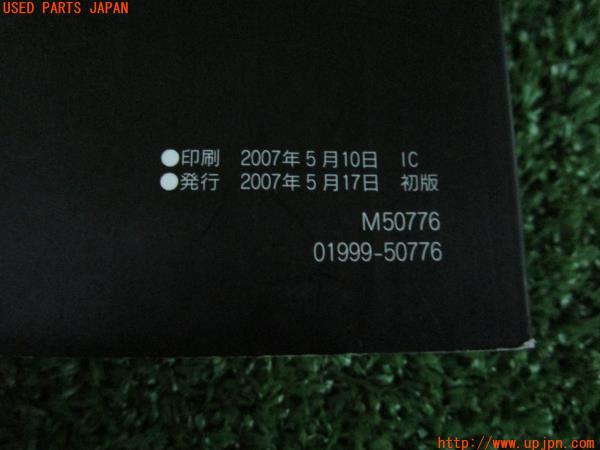 USED PARTS JAPAN
●印刷 2007年5月10日 IC
●発行 2007年5月17日 初版
M50776
01999-50776
http://www.upjpn.com/